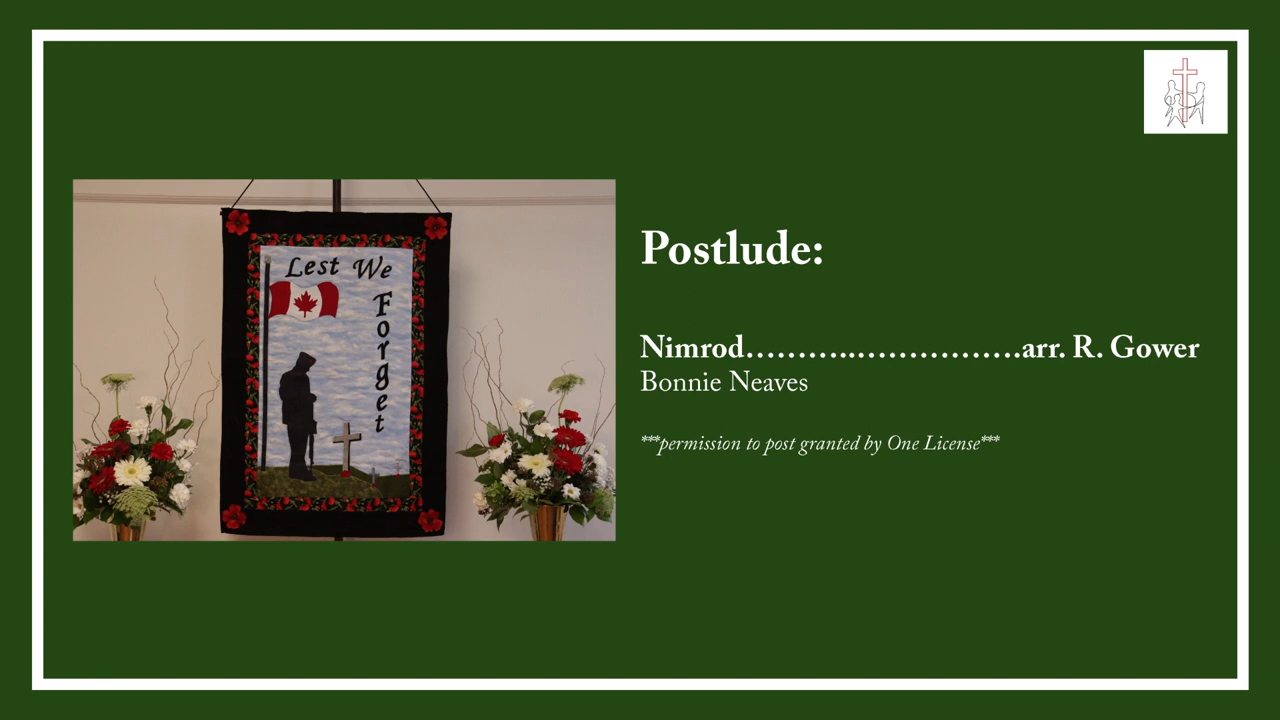 Lest We
Forget
Postlude:
Nimrod………..…………………arr. R. Gower
Bonnie Neaves
***permission to post granted by One License***